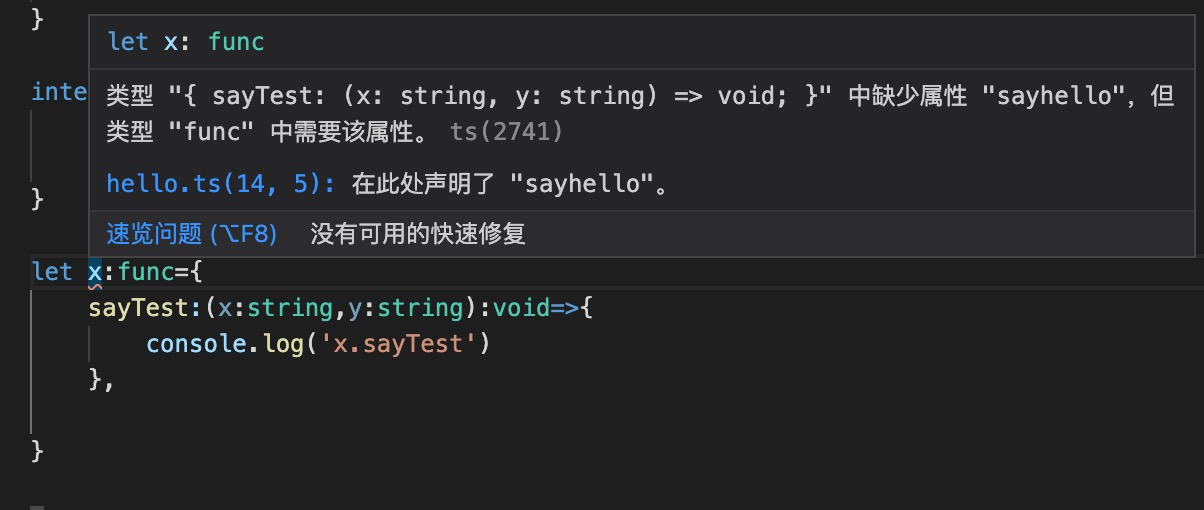 }
let x: func
inte
类型 "{ sayTest: (x: string, y: string) => void; }" 中缺少属性 "sayhello"，但
类型 "func" 中需要该属性。 ts(2741)
hello.ts(14, 5): 在此处声明了 "sayhello"。
}
速览问题 (⌥F8) 没有可用的快速修复
let x:func={
sayTest:(x:string,y:string):void=>{
console.log('x.sayTest')
},
}